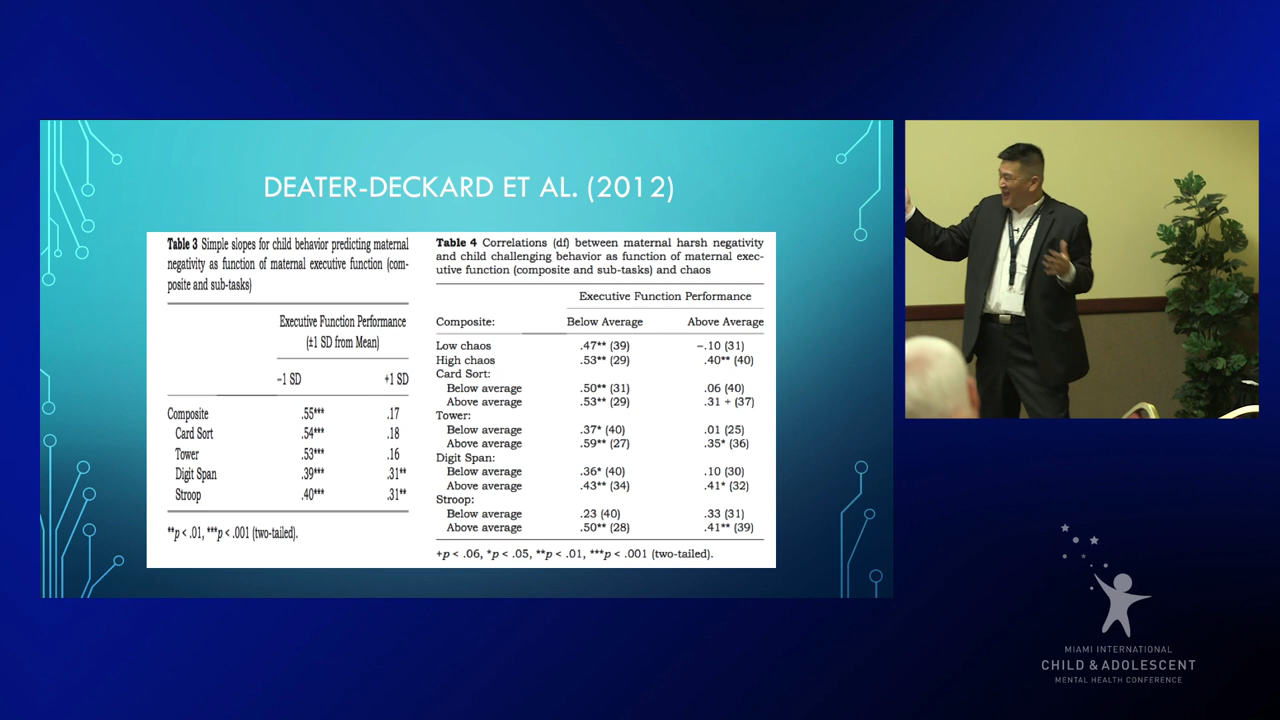 DEATER-DECKARD ET AL. (2012)
Table 3 Simple slopes for child behavior predicting maternal
negativity as function of maternal executive function (com-
posite and sub-tasks)
Executive Function Performance
(±1 SD from Mean)
−1 SD +1 SD
Composite .55*** .17
Card Sort .54*** .18
Tower .53*** .16
Digit Span .39*** .31**
Stroop .40*** .31**
**p < .01, ***p < .001 (two-tailed).
Table 4 Correlations (df) between maternal harsh negativity
and child challenging behavior as function of maternal exec-
utive function (composite and sub-tasks) and chaos
Executive Function Performance
Composite: Below Average Above Average
Low chaos .47** (39) −.10 (31)
High chaos .53** (29) .40** (40)
Card Sort:
Below average .50** (31) .06 (40)
Above average .53** (29) .31 + (37)
Tower:
Below average .37* (40) .01 (25)
Above average .59** (27) .35* (36)
Digit Span:
Below average .36* (40) .10 (30)
Above average .43** (34) .41* (32)
Stroop:
Below average .23 (40) .33 (31)
Above average .50** (28) .41** (39)
+p < .06, *p < .05, **p < .01, ***p < .001 (two-tailed).
MIAMI INTERNATIONAL
CHILD & ADOLESCENT
MENTAL HEALTH CONFERENCE